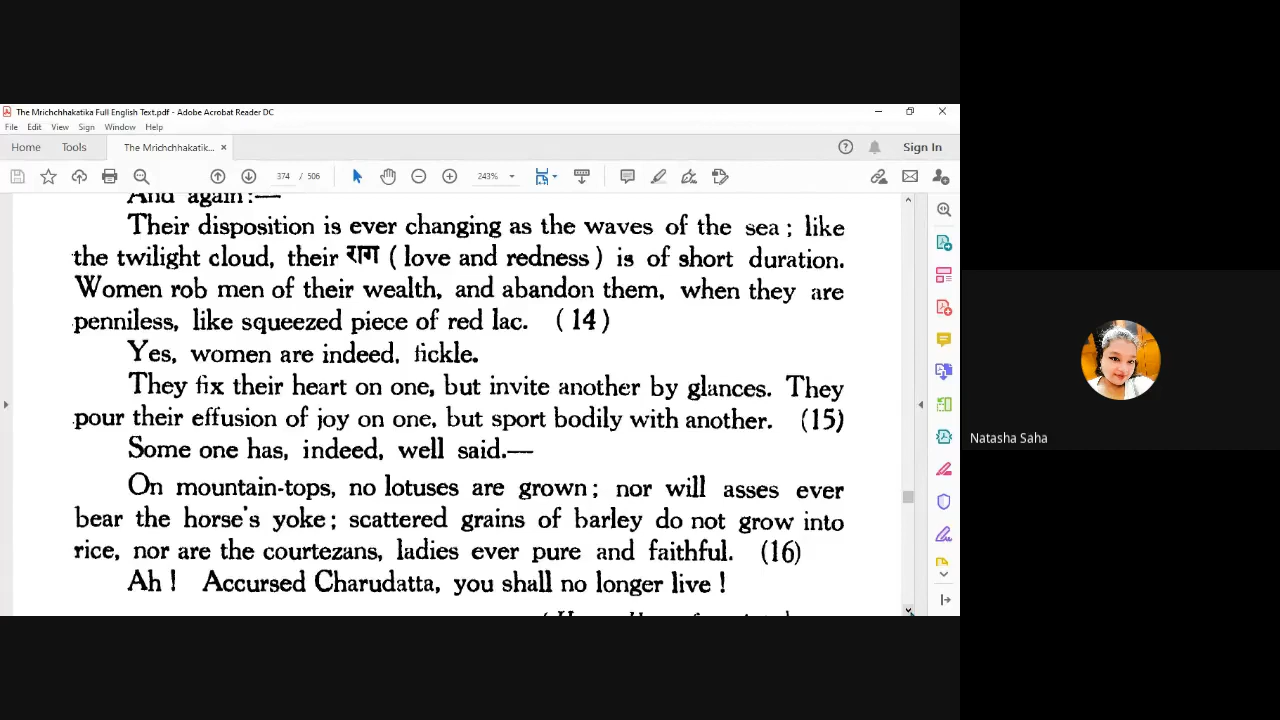 The Mrichchhakatika Full English Text.pdf - Adobe Acrobat Reader DC
File Edit View Sign Window Help
Home Tools The Mrichchhakatik... × Sign In
374 / 506 243%
And again:—
Their disposition is ever changing as the waves of the sea ; like
the twilight cloud, their राग ( love and redness ) is of short duration.
Women rob men of their wealth, and abandon them, when they are
penniless, like squeezed piece of red lac. (14)
Yes, women are indeed, fickle.
They fix their heart on one, but invite another by glances. They
pour their effusion of joy on one, but sport bodily with another. (15)
Some one has, indeed, well said.—
On mountain-tops, no lotuses are grown ; nor will asses ever
bear the horse's yoke ; scattered grains of barley do not grow into
rice, nor are the courtezans, ladies ever pure and faithful. (16)
Ah ! Accursed Charudatta, you shall no longer live !
Natasha Saha